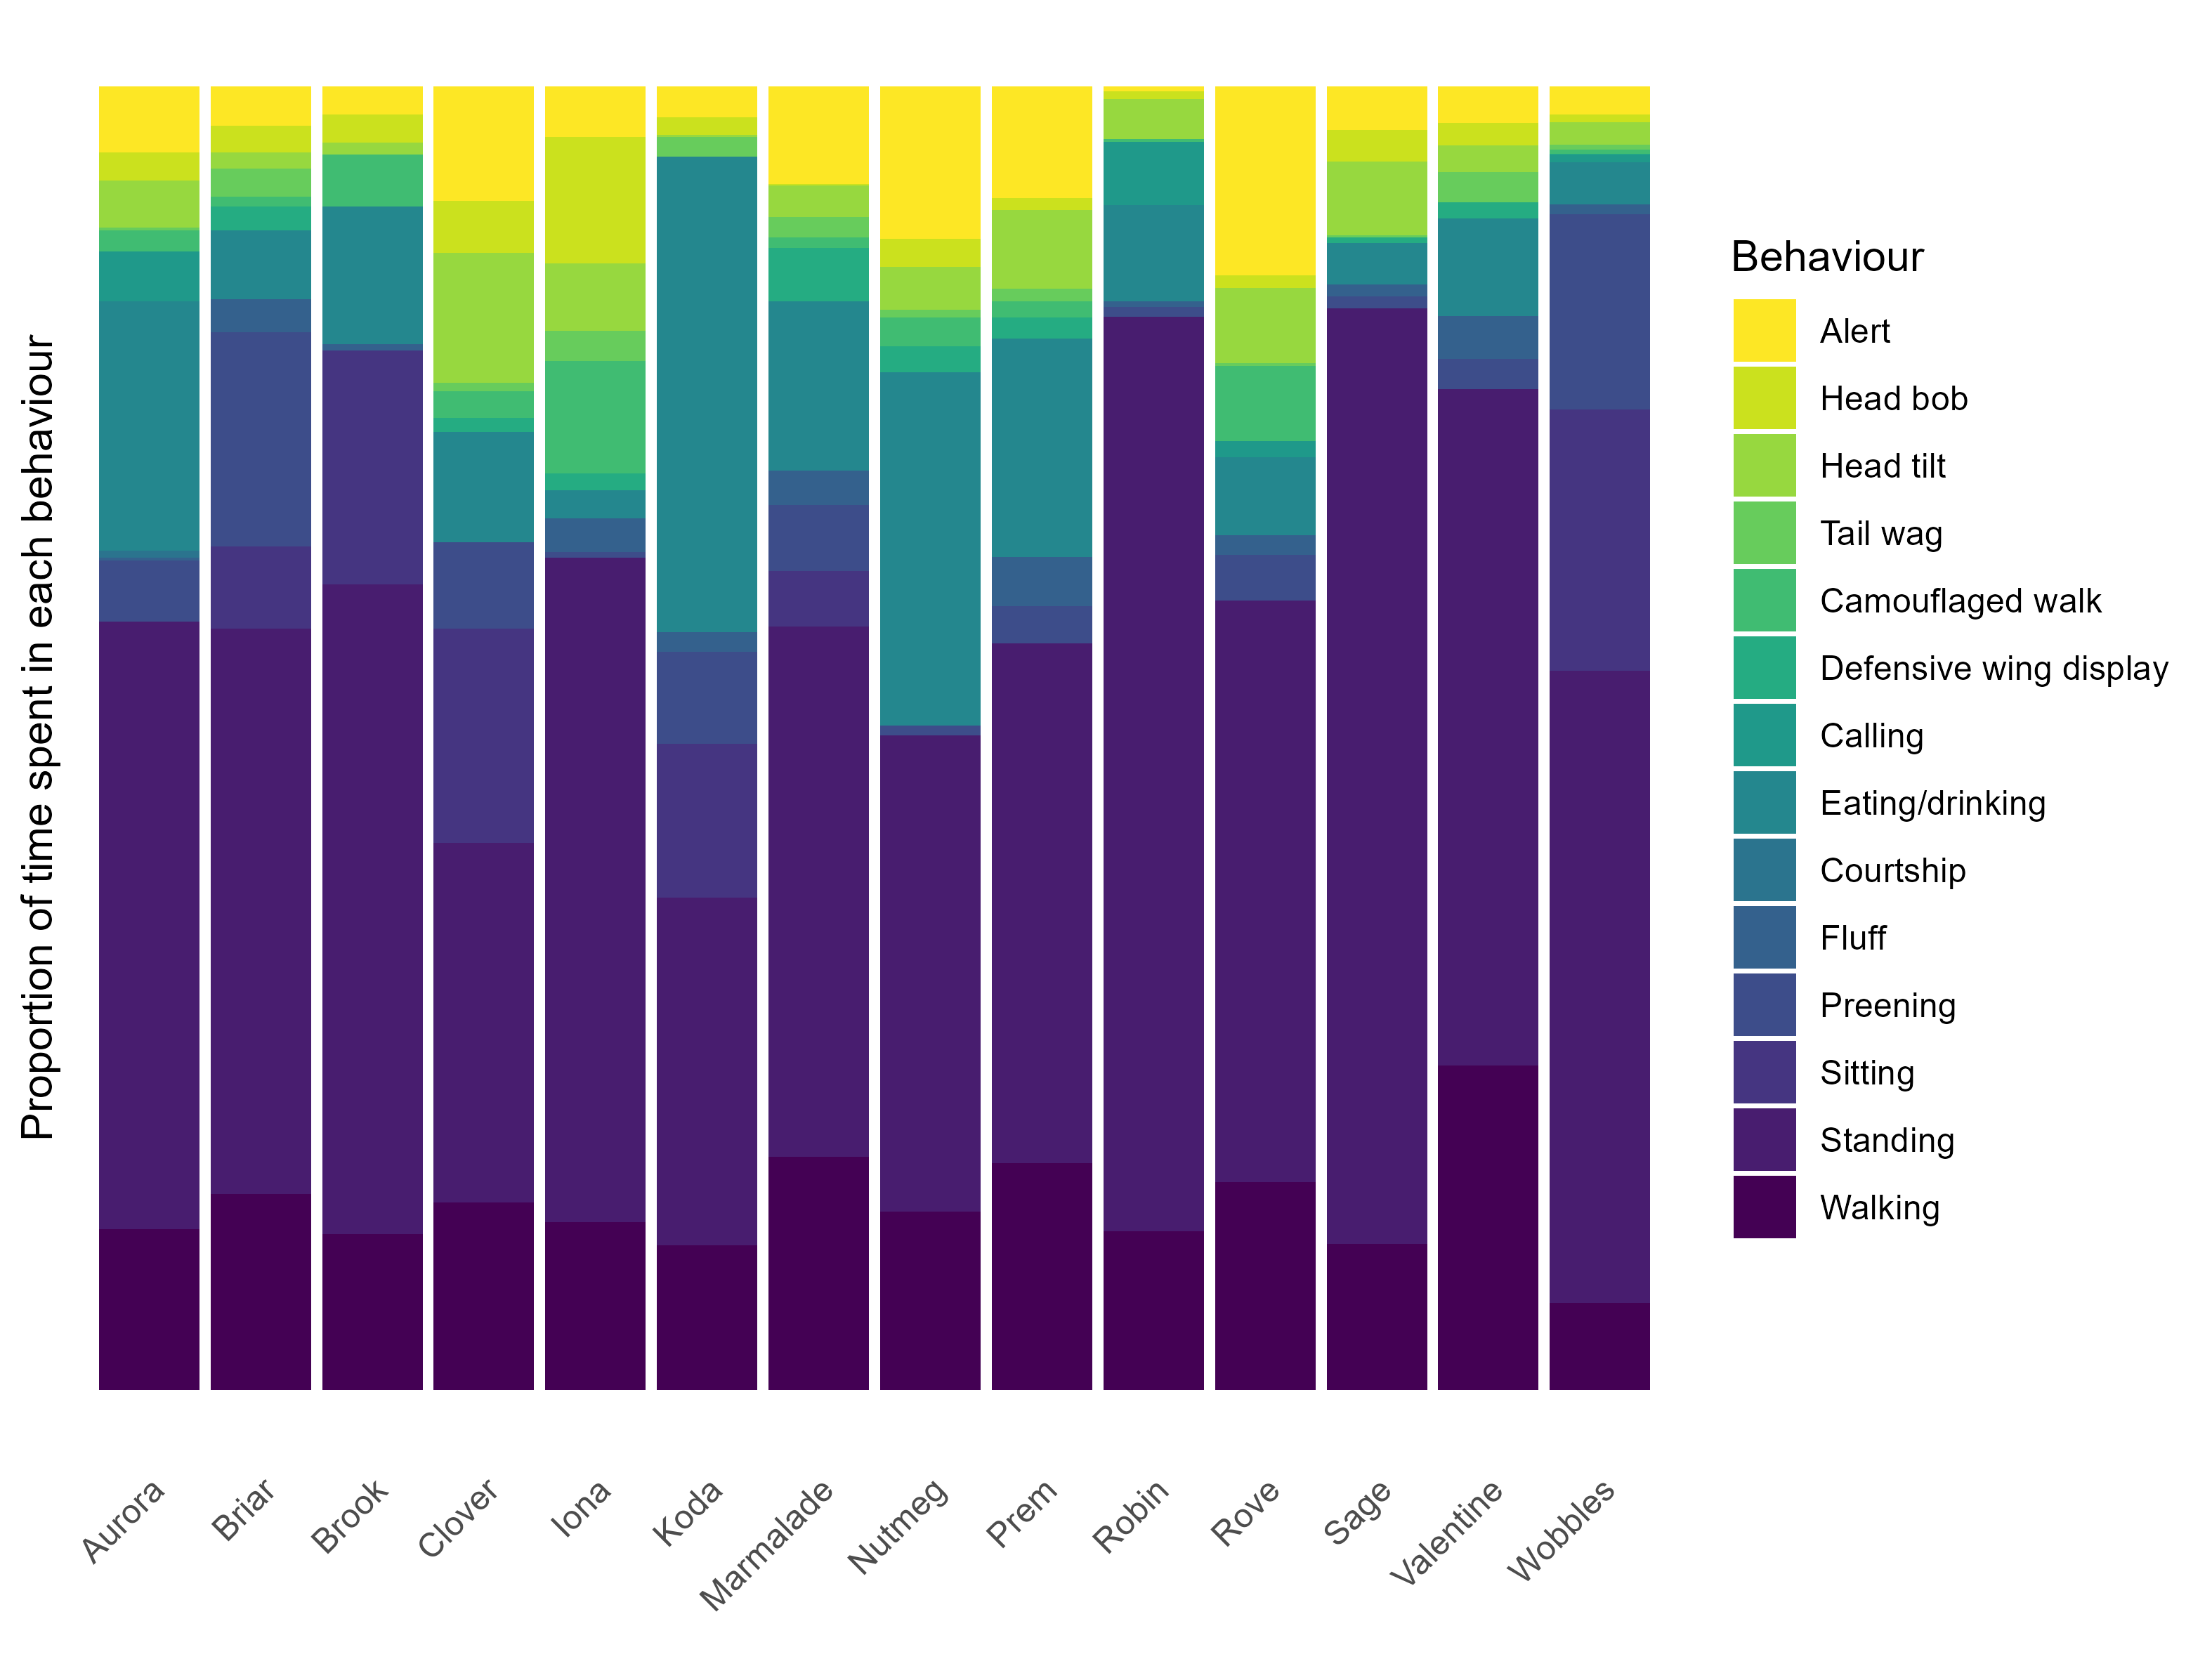 Proportion of time spent in each behaviour
Behaviour
Alert
Head bob
Head tilt
Tail wag
Camouflaged walk
Defensive wing display
Calling
Eating/drinking
Courtship
Fluff
Preening
Sitting
Standing
Walking
Aurora
Briar
Brook
Clover
Iona
Koda
Marmalade
Nutmeg
Prem
Robin
Rove
Sage
Valentine
Wobbles